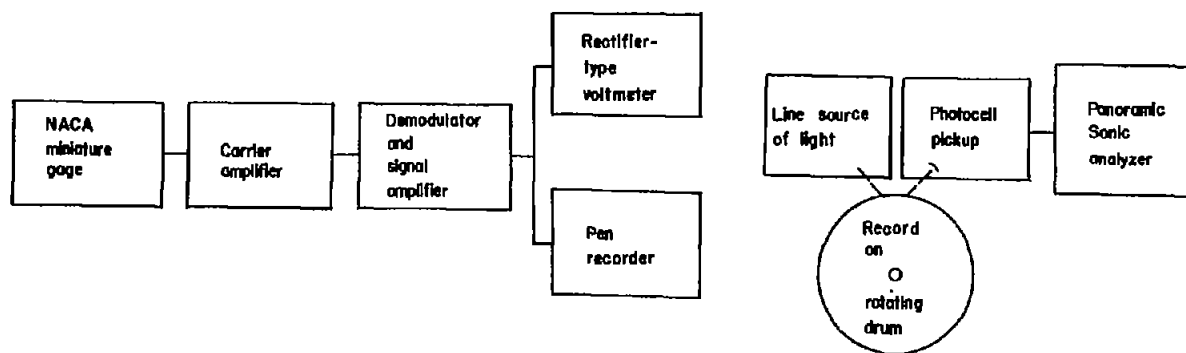 NACA
miniature
gage
Carrier
amplifier
Demodulator
and
signal
amplifier
Rectifier-
type
voltmeter
Pen
recorder
Line source
of light
Photocell
pickup
Panoramic
Sonic
analyzer
Record
on
rotating
drum